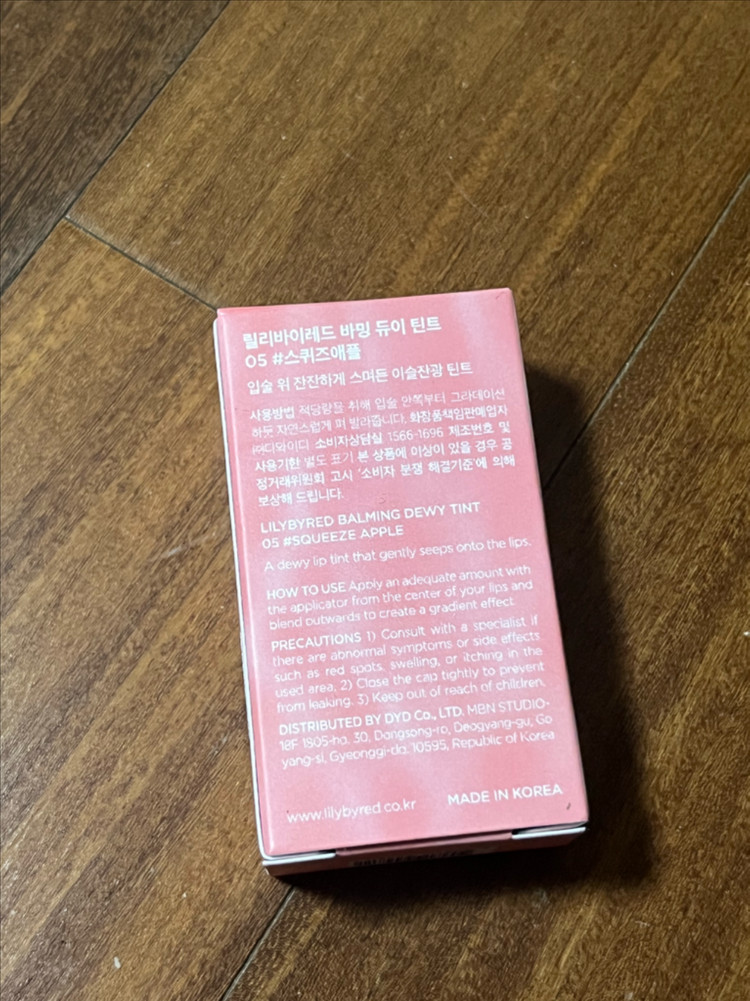 릴리바이레드 바밍 듀이 틴트
05 #스퀴즈애플
입술 위 잔잔하게 스며든 이슬잔광 틴트
사용방법 적당량을 취해 입술 안쪽부터 그라데이션
하듯 자연스럽게 펴 발라줍니다. 화장품책임판매업자
㈜디와이디 소비자상담실 1566-1696 제조번호 및
사용기한 별도 표기 본 상품에 이상이 있을 경우 공
정거래위원회 고시 '소비자 분쟁 해결기준'에 의해
보상해 드립니다.
LILYBYRED BALMING DEWY TINT
05 #SQUEEZE APPLE
A dewy lip tint that gently seeps onto the lips.
HOW TO USE Apply an adequate amount with
the applicator from the center of your lips and
blend outwards to create a gradient effect.
PRECAUTIONS 1) Consult with a specialist if
there are abnormal symptoms or side effects
such as red spots, swelling, or itching in the
used area. 2) Close the cap tightly to prevent
from leaking. 3) Keep out of reach of children.
DISTRIBUTED BY DYD Co., LTD. MBN STUDIO-
18F 1805-ho, 30, Dongsong-ro, Deogyang-gu, Go
yang-si, Gyeonggi-do, 10595, Republic of Korea
www.lilybyred.co.kr MADE IN KOREA